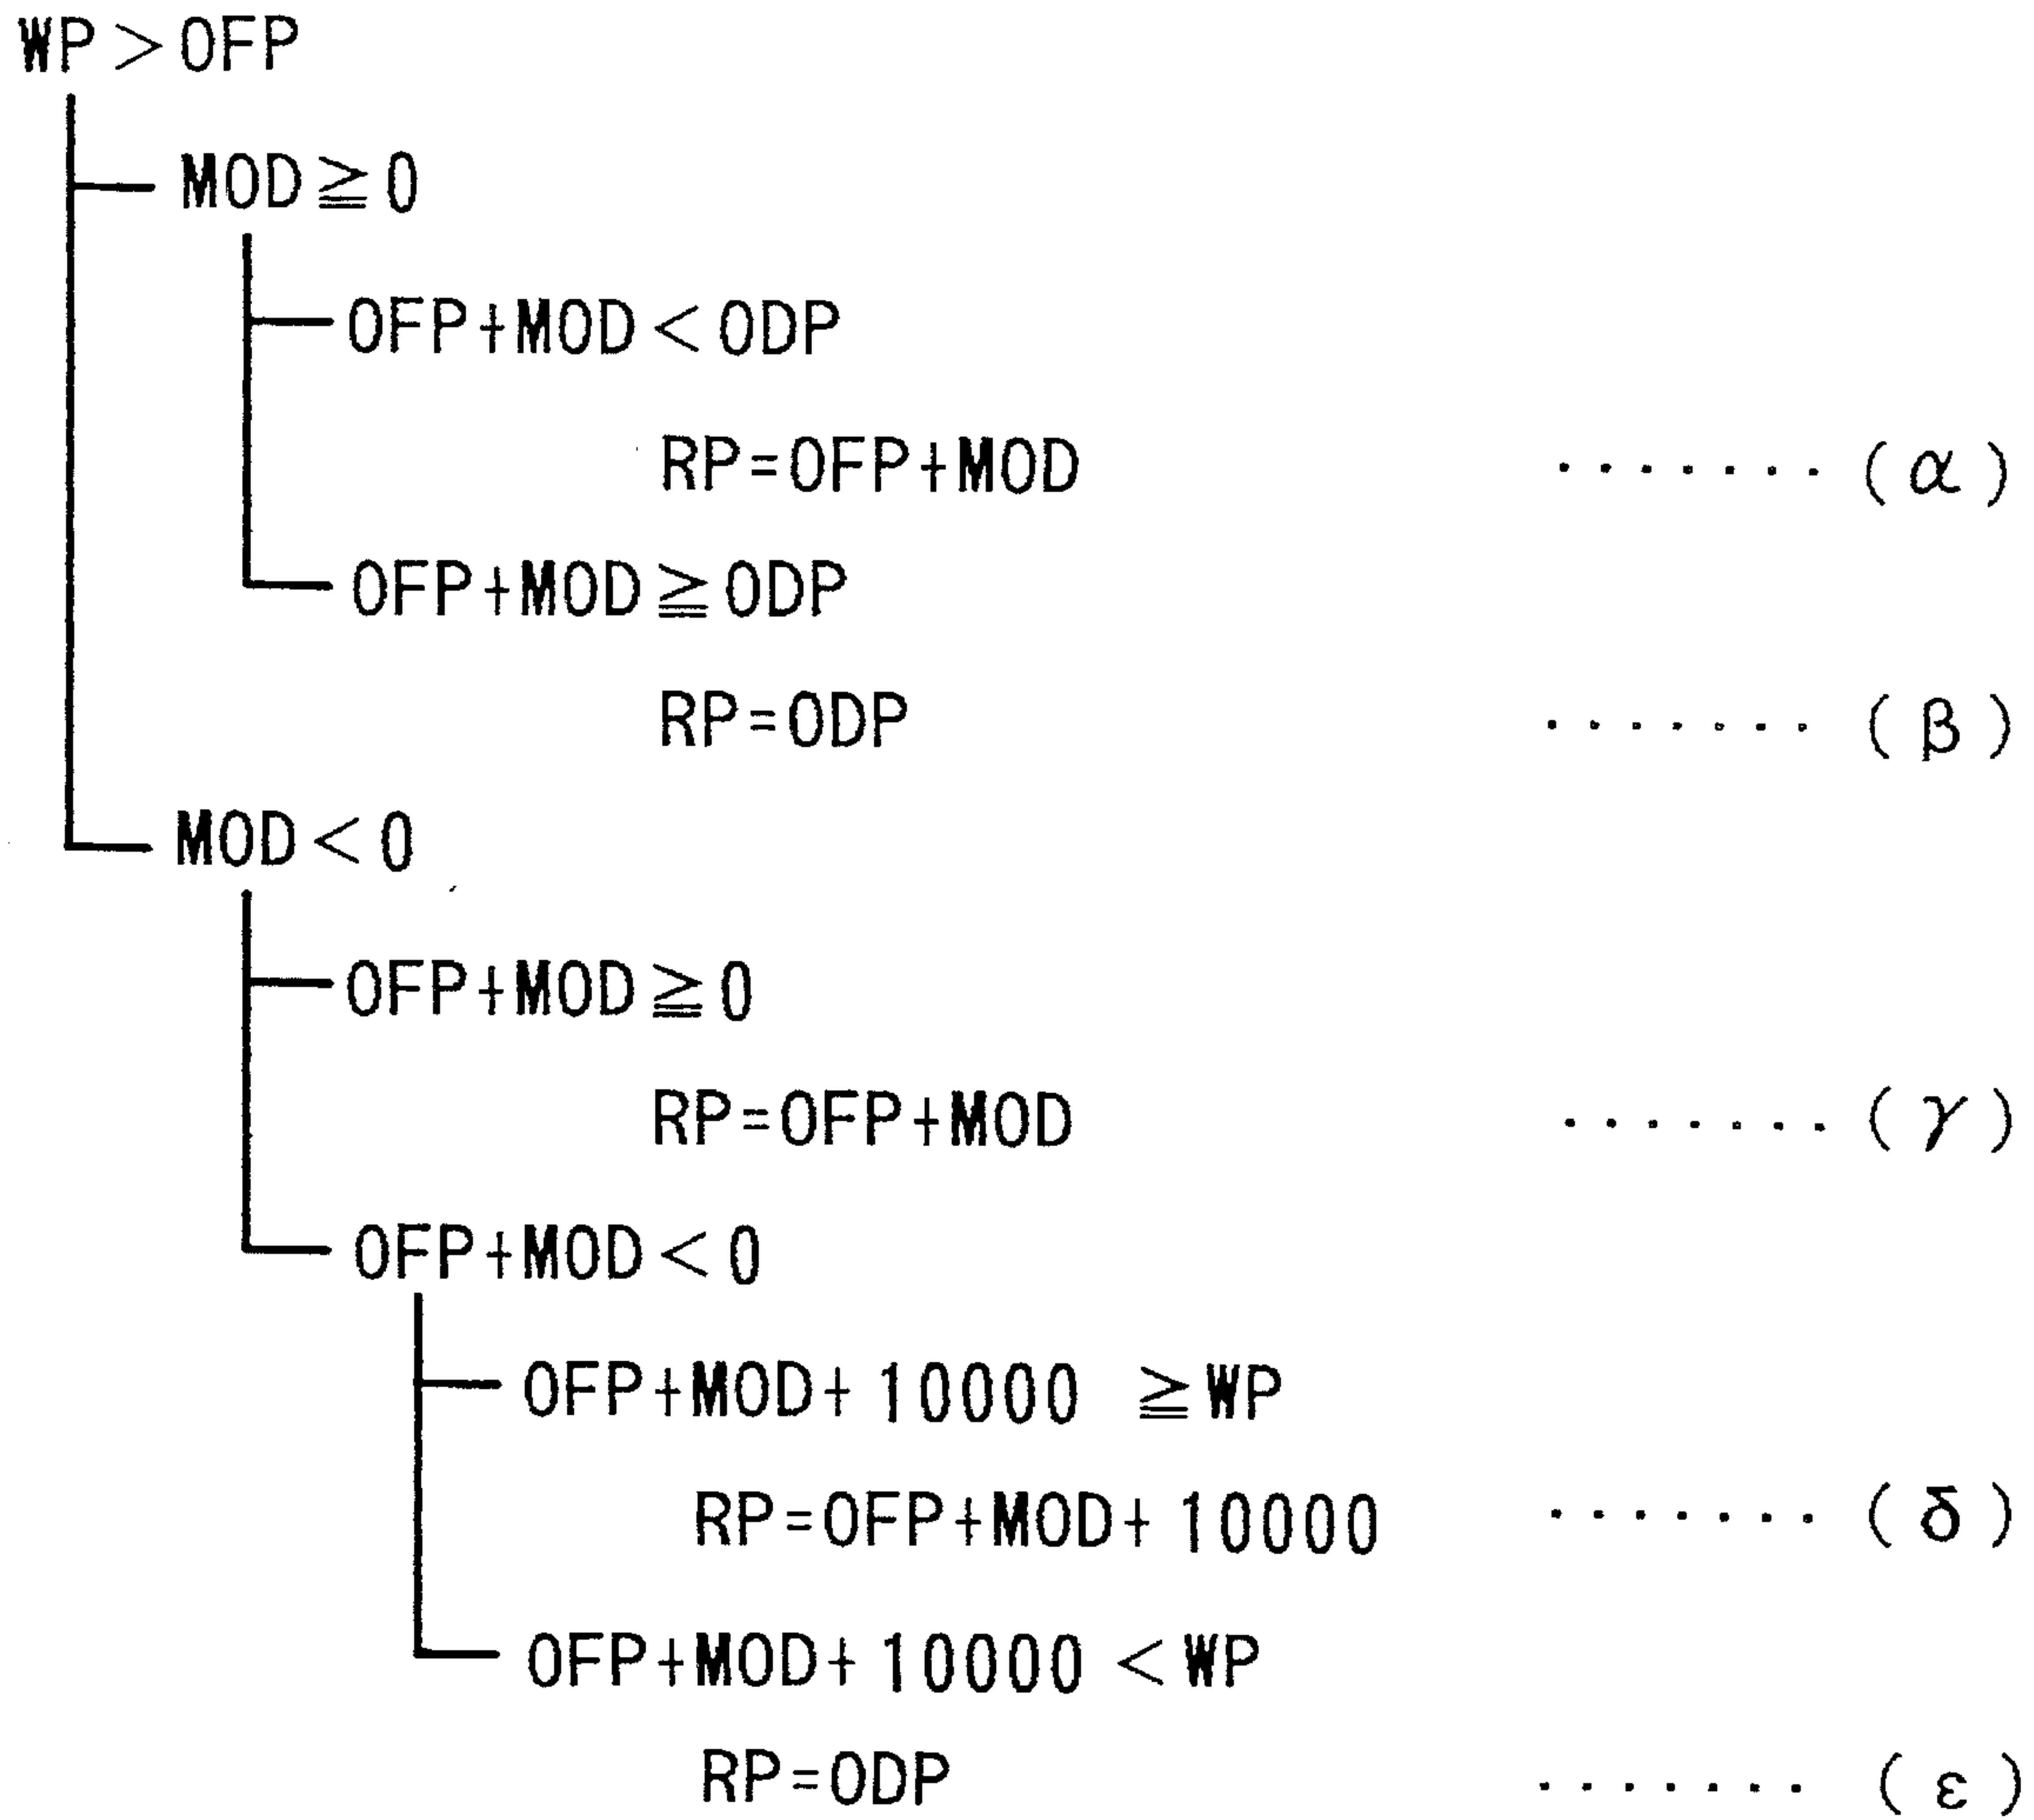 WP>OFP
MOD≧0
OFP+MOD<ODP
RP=OFP+MOD ・・・・・・・(α)
OFP+MOD≧ODP
RP=ODP ・・・・・・・(β)
MOD<0
OFP+MOD≧0
RP=OFP+MOD ・・・・・・・(γ)
OFP+MOD<0
OFP+MOD+10000 ≧WP
RP=OFP+MOD+10000 ・・・・・・・(δ)
OFP+MOD+10000<WP
RP=ODP ・・・・・・・(ε)